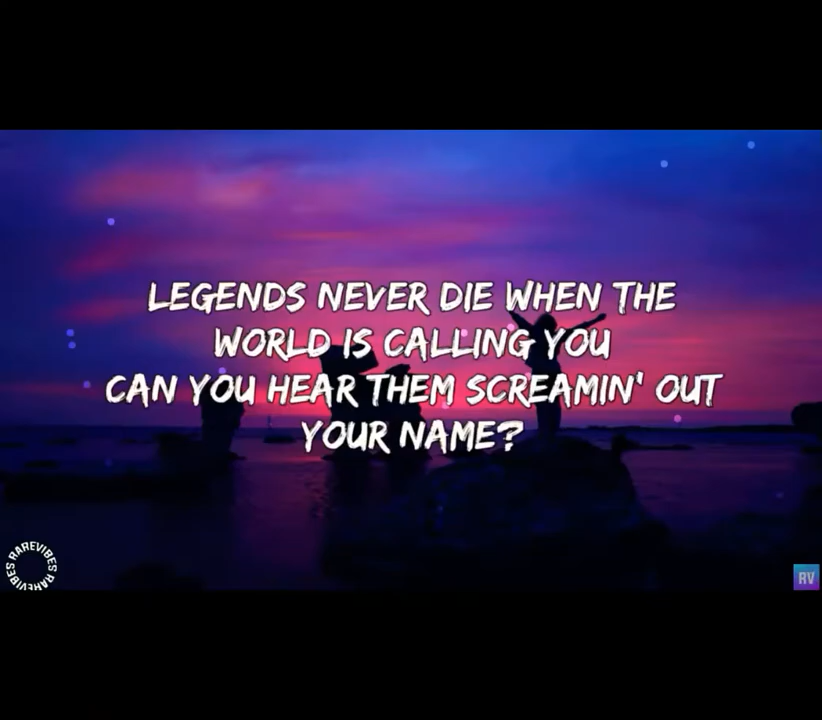 LEGENDS NEVER DIE WHEN THE
WORLD IS CALLING YOU
CAN YOU HEAR THEM SCREAMIN' OUT
YOUR NAME?
RAREVIBES RAREVIBES
RV